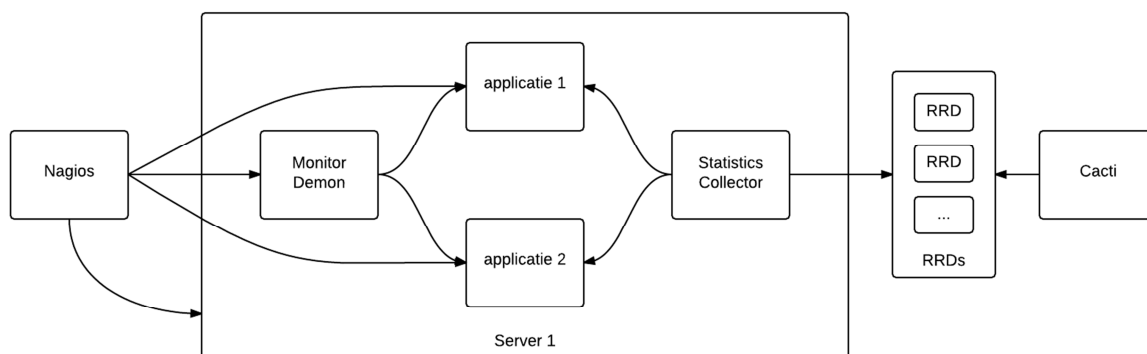 applicatie 1
Nagios
Monitor
Demon
Statistics
Collector
applicatie 2
Server 1
RRD
RRD
...
RRDs
Cacti